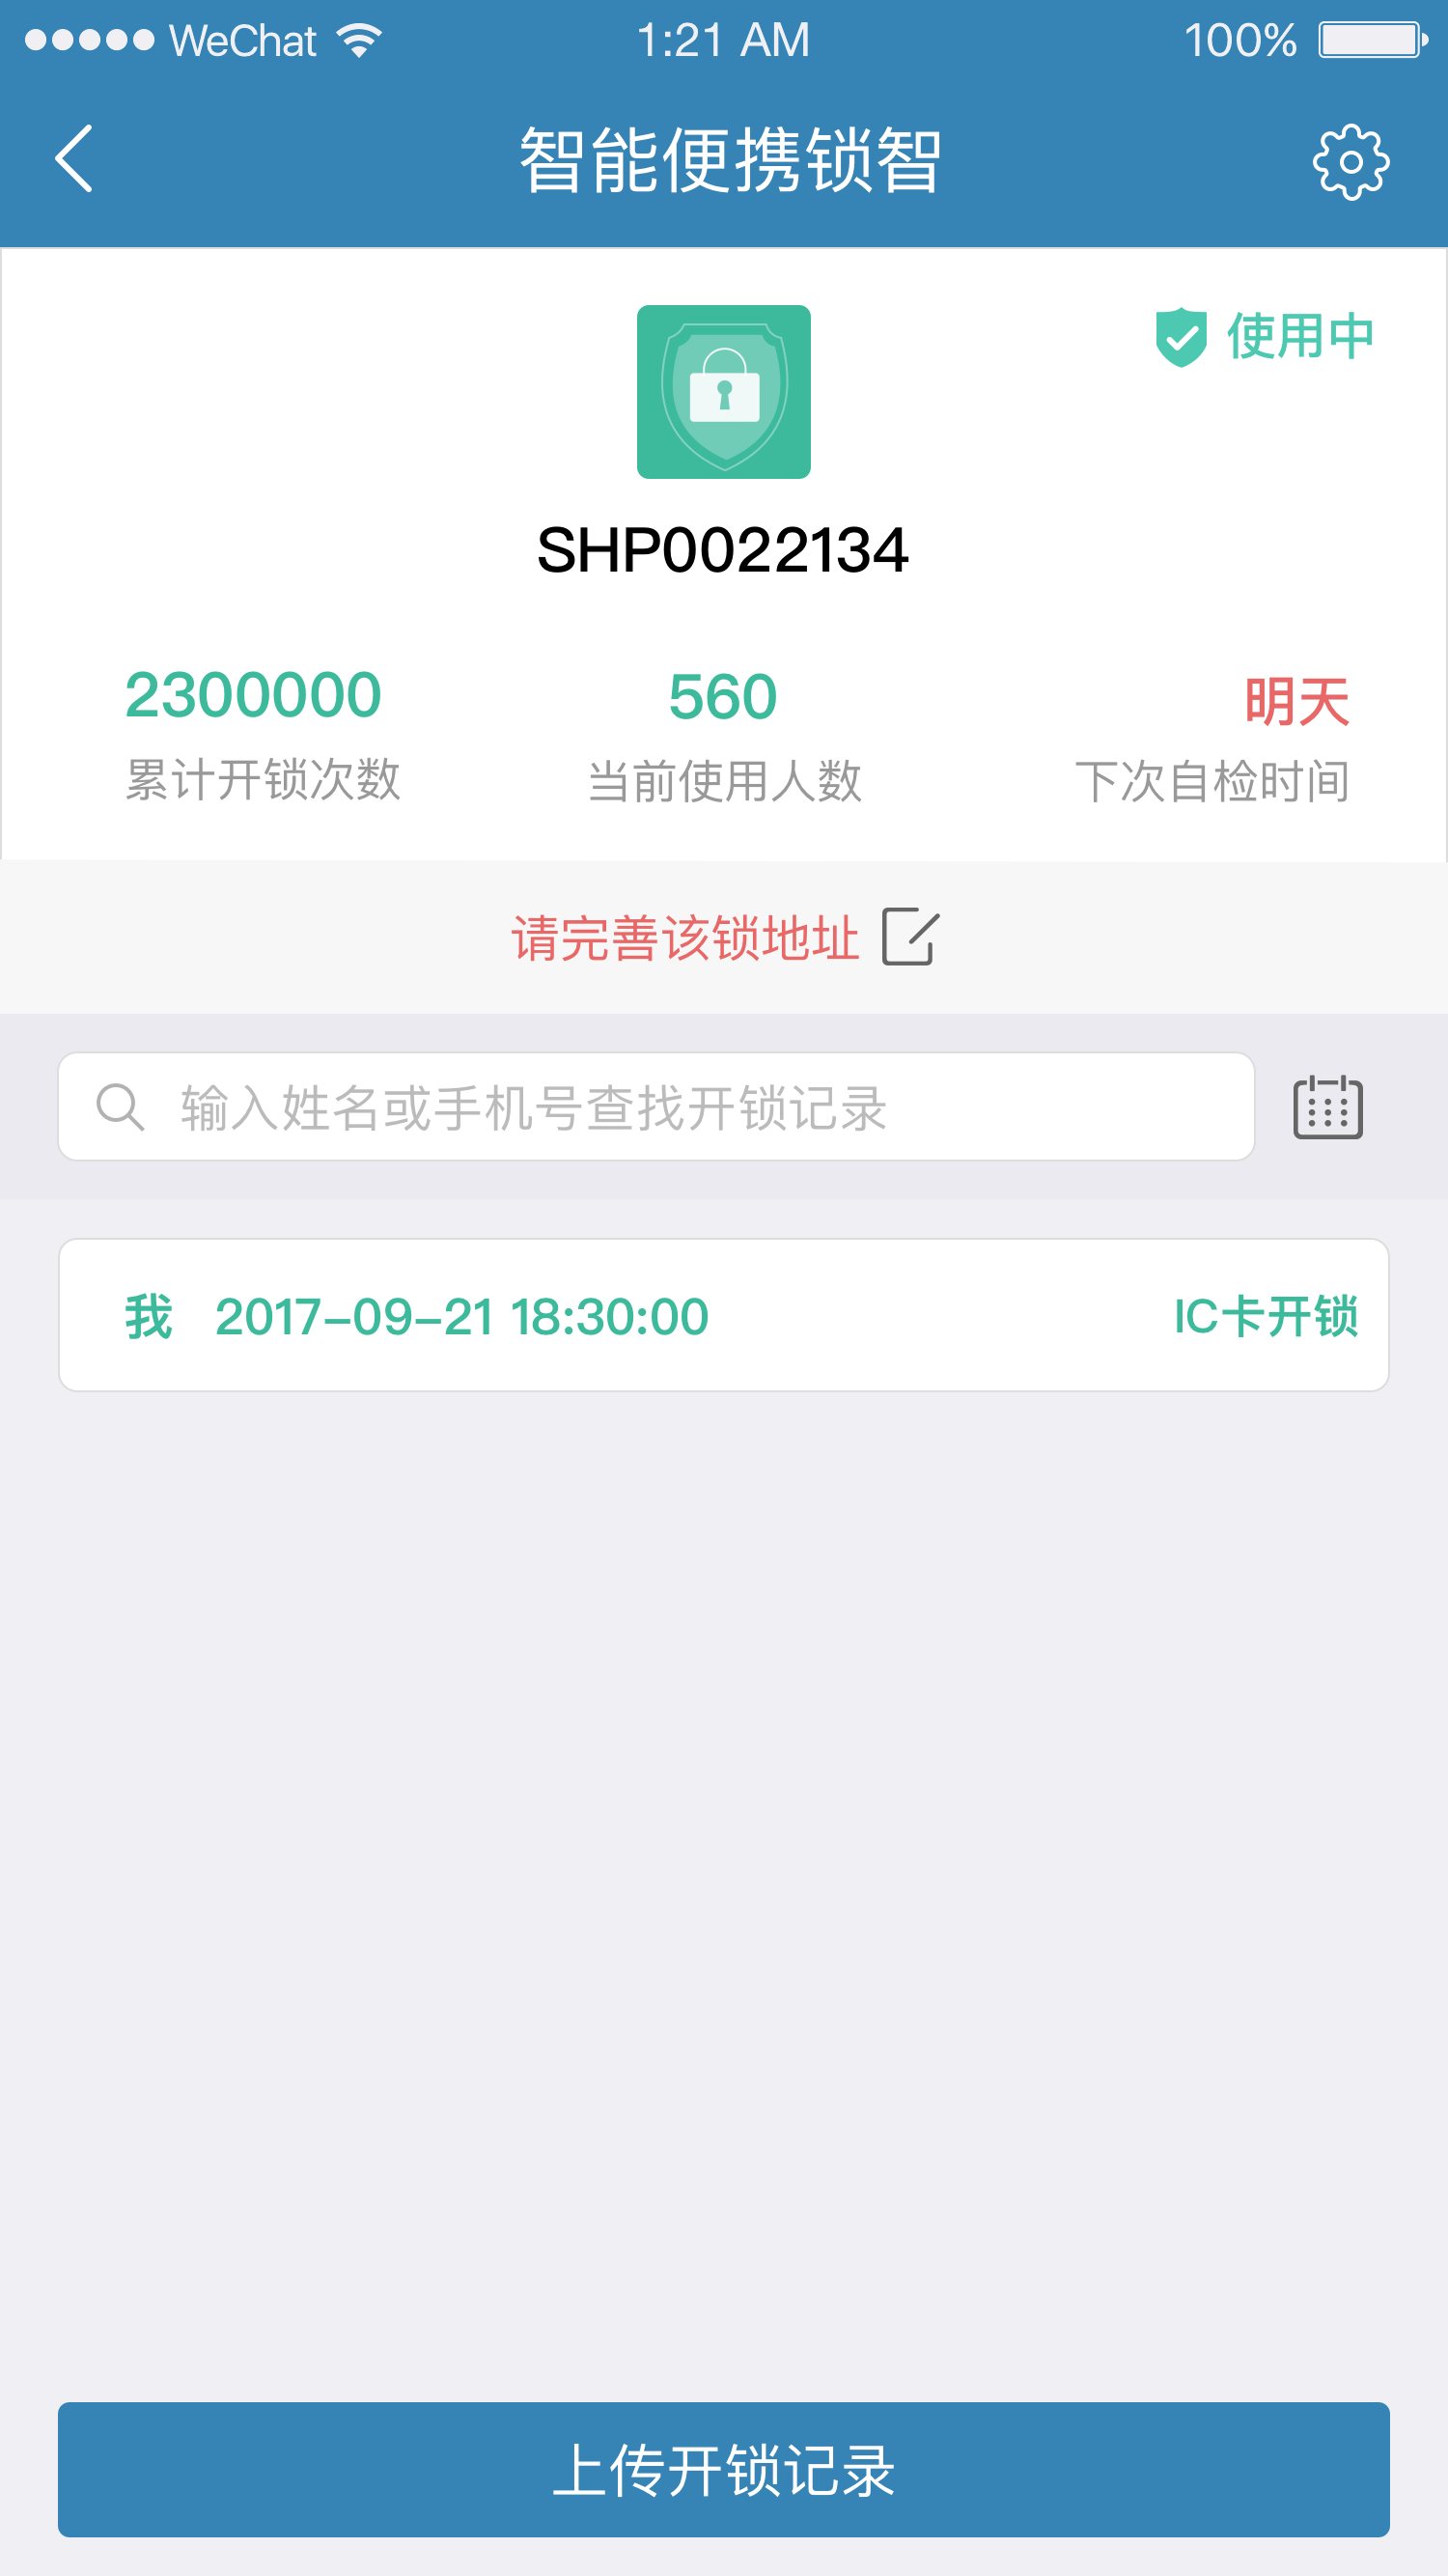 WeChat 1:21 AM 100%
智能便携锁智
使用中
SHP0022134
2300000 560 明天
累计开锁次数 当前使用人数 下次自检时间
请完善该锁地址
输入姓名或手机号查找开锁记录
我 2017-09-21 18:30:00 IC卡开锁
上传开锁记录